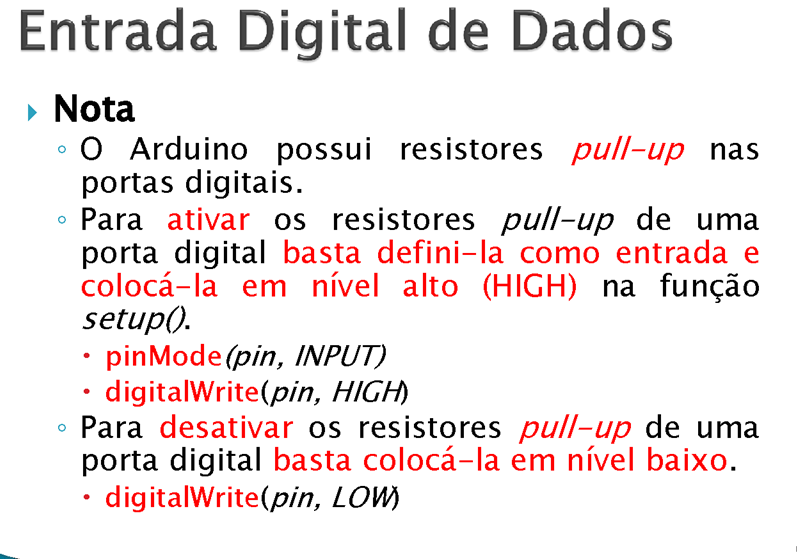 Entrada Digital de Dados
Nota
O Arduino possui resistores pull-up nas
portas digitais.
Para ativar os resistores pull-up de uma
porta digital basta defini-la como entrada e
colocá-la em nível alto (HIGH) na função
setup().
pinMode(pin, INPUT)
digitalWrite(pin, HIGH)
Para desativar os resistores pull-up de uma
porta digital basta colocá-la em nível baixo.
digitalWrite(pin, LOW)